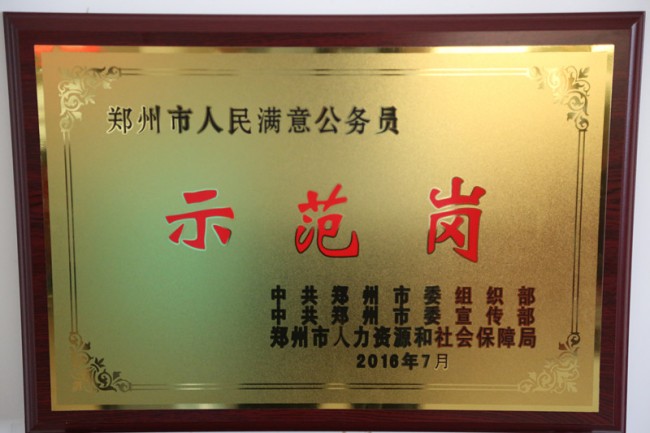 郑州市人民满意公务员
示范岗
中共郑州市委组织部
中共郑州市委宣传部
郑州市人力资源和社会保障局
2016年7月